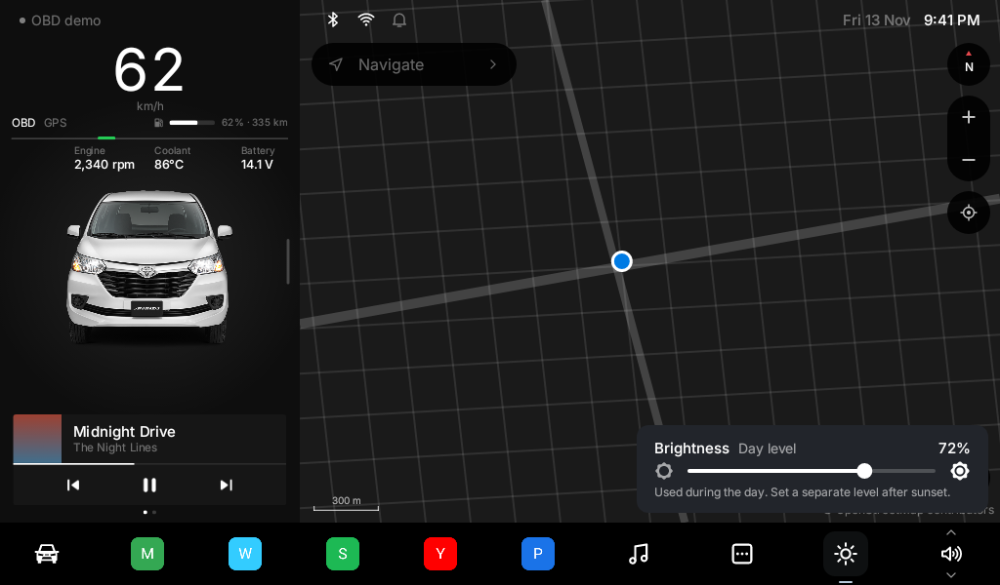 OBD demo
Fri 13 Nov 9:41 PM
62
km/h
OBD GPS
62% · 335 km
Engine Coolant Battery
2,340 rpm 86°C 14.1 V
Navigate
N
+
−
Midnight Drive
The Night Lines
300 m
Brightness Day level 72%
Used during the day. Set a separate level after sunset.
M W S Y P